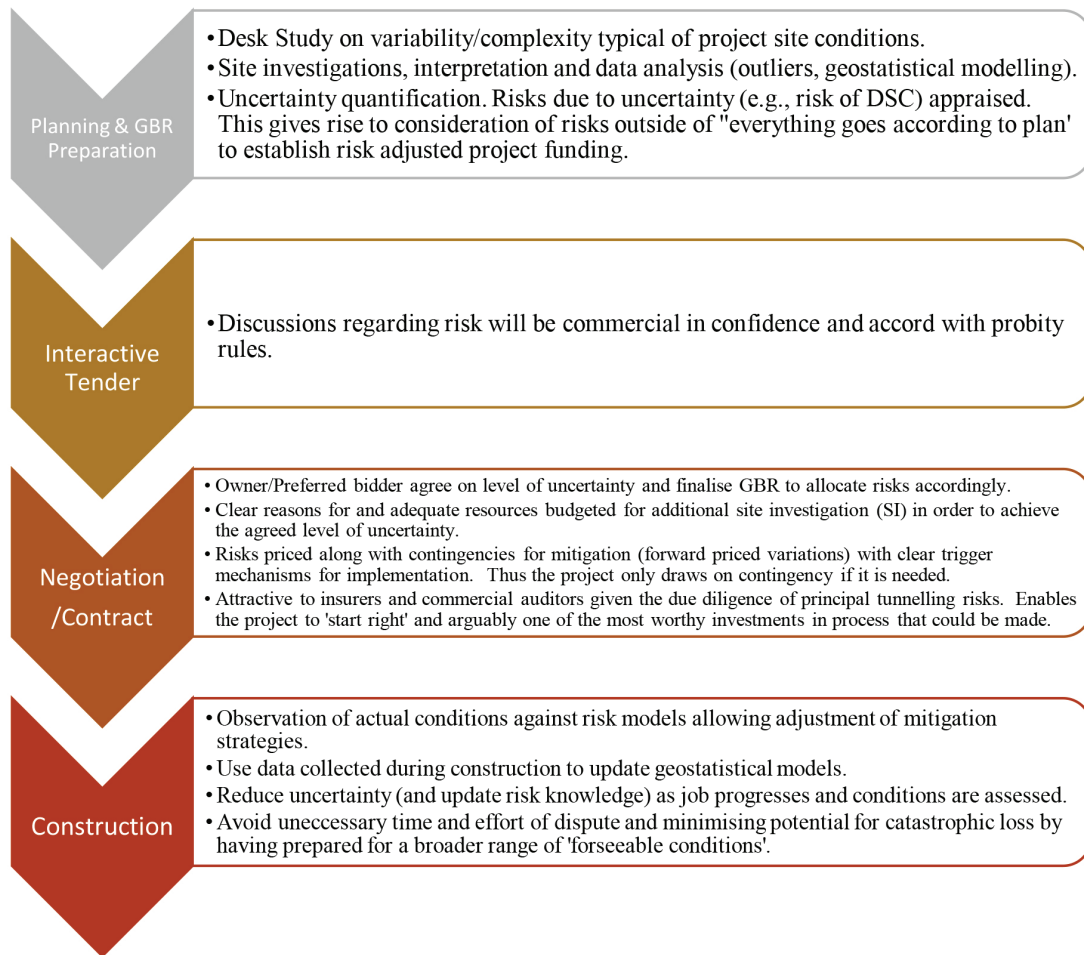 Planning & GBR
Preparation
•Desk Study on variability/complexity typical of project site conditions.
•Site investigations, interpretation and data analysis (outliers, geostatistical modelling).
•Uncertainty quantification. Risks due to uncertainty (e.g., risk of DSC) appraised.
This gives rise to consideration of risks outside of "everything goes according to plan'
to establish risk adjusted project funding.
Interactive
Tender
•Discussions regarding risk will be commercial in confidence and accord with probity
rules.
Negotiation
/Contract
• Owner/Preferred bidder agree on level of uncertainty and finalise GBR to allocate risks accordingly.
• Clear reasons for and adequate resources budgeted for additional site investigation (SI) in order to achieve
the agreed level of uncertainty.
• Risks priced along with contingencies for mitigation (forward priced variations) with clear trigger
mechanisms for implementation. Thus the project only draws on contingency if it is needed.
• Attractive to insurers and commercial auditors given the due diligence of principal tunnelling risks. Enables
the project to 'start right' and arguably one of the most worthy investments in process that could be made.
Construction
•Observation of actual conditions against risk models allowing adjustment of mitigation
strategies.
•Use data collected during construction to update geostatistical models.
•Reduce uncertainty (and update risk knowledge) as job progresses and conditions are assessed.
•Avoid uneccessary time and effort of dispute and minimising potential for catastrophic loss by
having prepared for a broader range of 'forseeable conditions'.